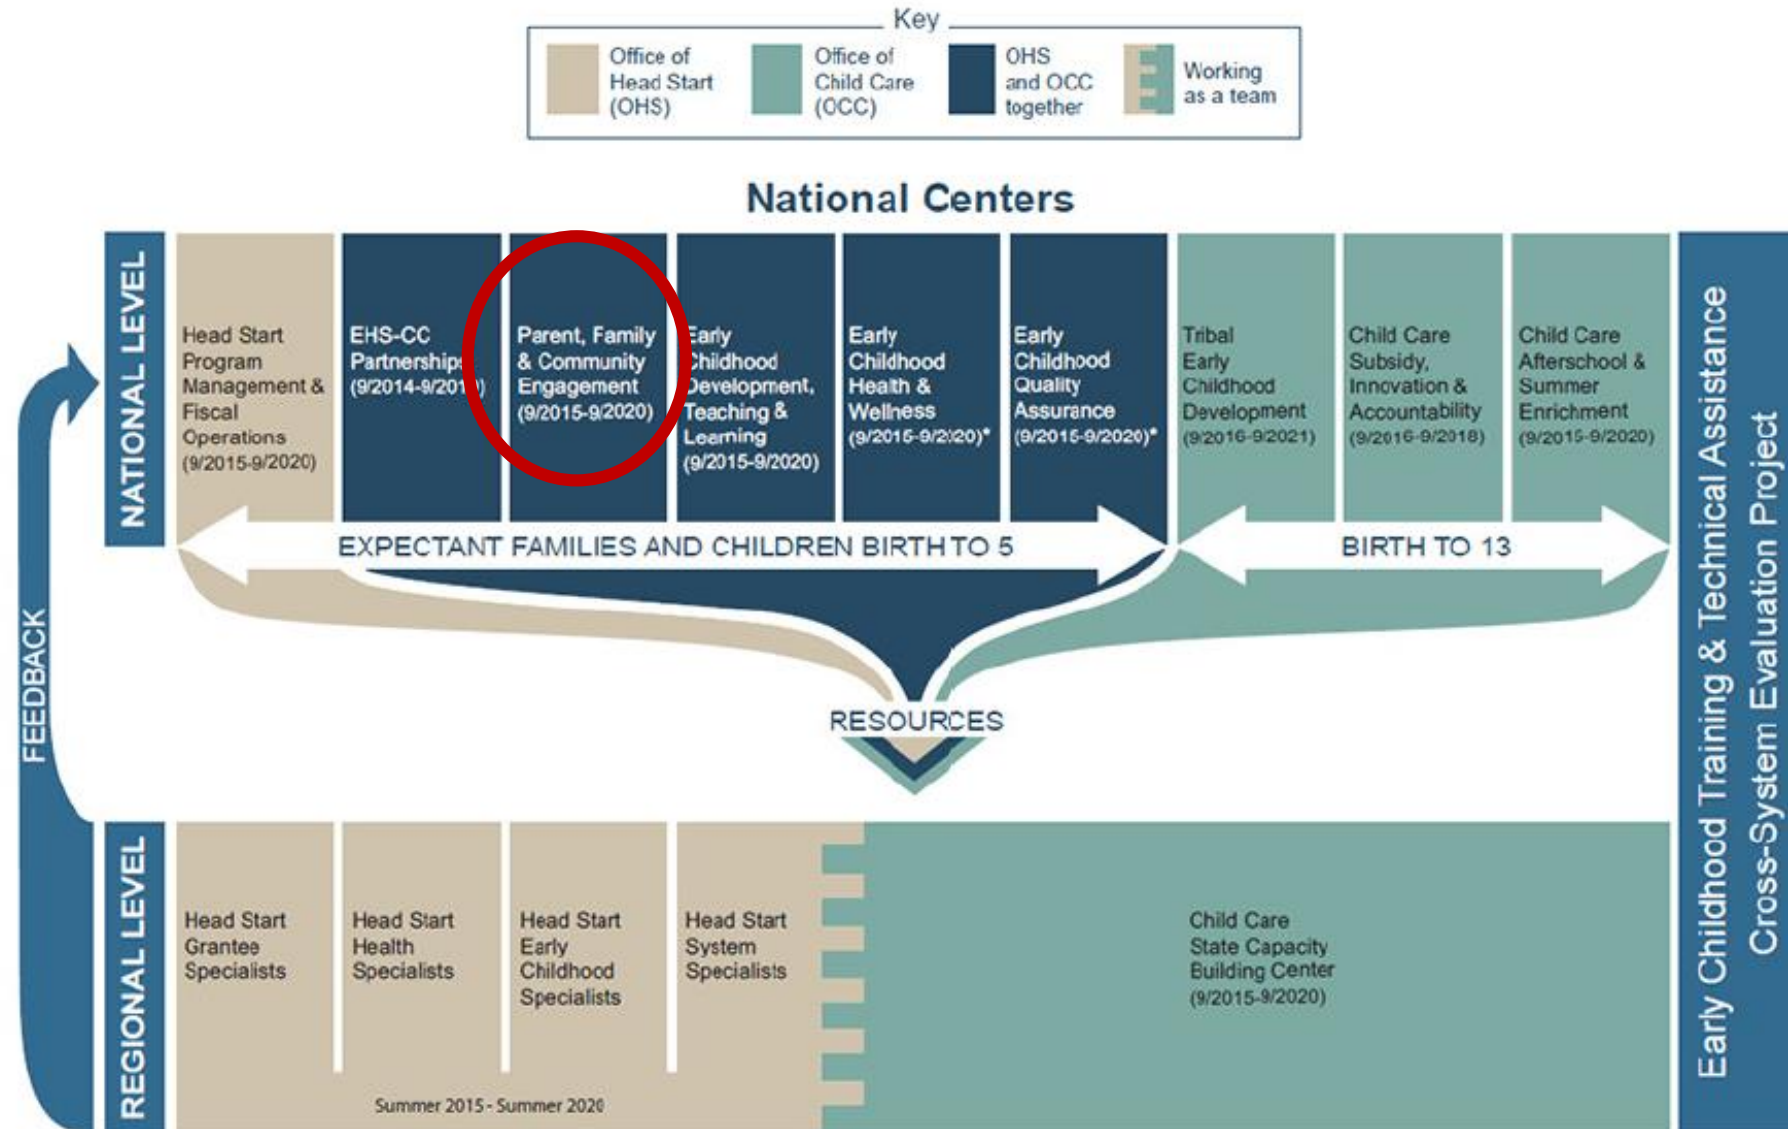 Key
Office of
Head Start
(OHS)
Office of
Child Care
(OCC)
OHS
and OCC
together
Working
as a team
National Centers
NATIONAL LEVEL
Head Start
Program
Management &
Fiscal
Operations
(9/2015-9/2020)
EHS-CC
Partnerships
(9/2014-9/2019)
Parent, Family
& Community
Engagement
(9/2015-9/2020)
Early
Childhood
Development,
Teaching &
Learning
(9/2015-9/2020)
Early
Childhood
Health &
Wellness
(9/2015-9/2020)*
Early
Childhood
Quality
Assurance
(9/2015-9/2020)*
Tribal
Early
Childhood
Development
(9/2016-9/2021)
Child Care
Subsidy,
Innovation &
Accountability
(9/2016-9/2018)
Child Care
Afterschool &
Summer
Enrichment
(9/2015-9/2020)
EXPECTANT FAMILIES AND CHILDREN BIRTH TO 5
BIRTH TO 13
RESOURCES
FEEDBACK
REGIONAL LEVEL
Head Start
Grantee
Specialists
Head Start
Health
Specialists
Head Start
Early
Childhood
Specialists
Head Start
System
Specialists
Summer 2015 - Summer 2020
Child Care
State Capacity
Building Center
(9/2015-9/2020)
Early Childhood Training & Technical Assistance
Cross-System Evaluation Project